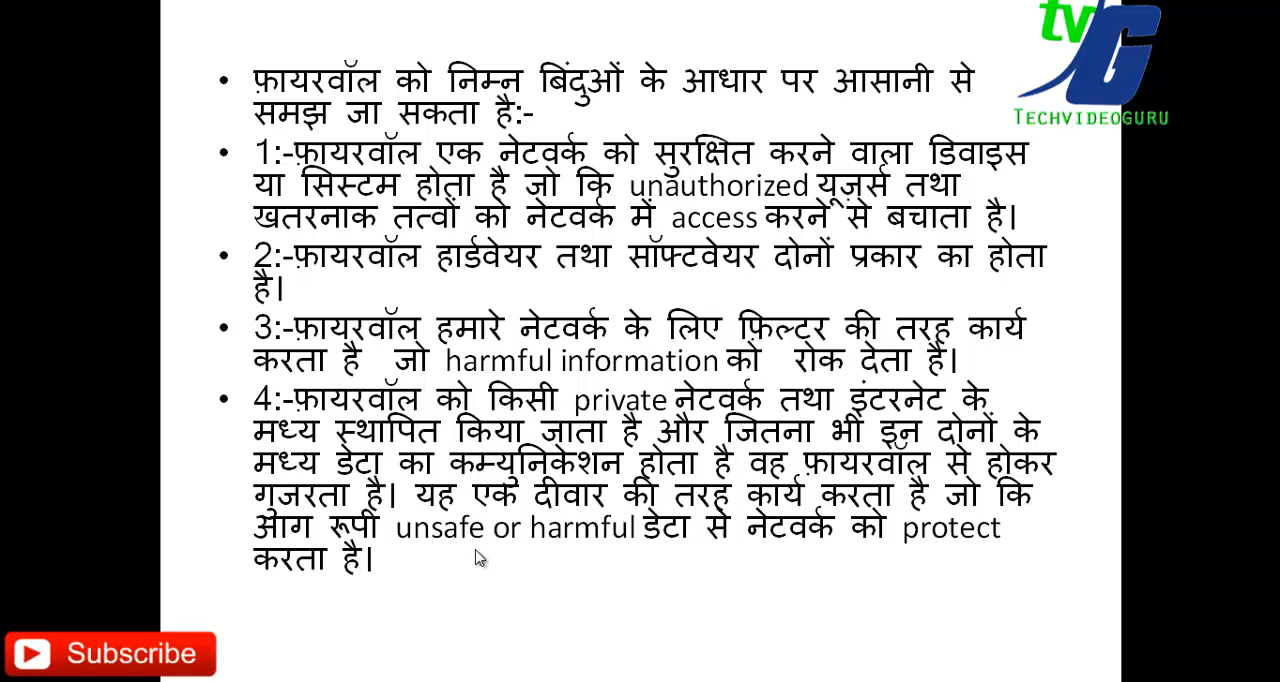 tv
G
TECHVIDEOGURU
• फ़ायरवॉल को निम्न बिंदुओं के आधार पर आसानी से
समझ जा सकता है:-
• 1:-फ़ायरवॉल एक नेटवर्क को सुरक्षित करने वाला डिवाइस
या सिस्टम होता है जो कि unauthorized यूज़र्स तथा
खतरनाक तत्वों को नेटवर्क में access करने से बचाता है।
• 2:-फ़ायरवॉल हार्डवेयर तथा सॉफ्टवेयर दोनों प्रकार का होता
है।
• 3:-फ़ायरवॉल हमारे नेटवर्क के लिए फ़िल्टर की तरह कार्य
करता है जो harmful information को रोक देता है।
• 4:-फ़ायरवॉल को किसी private नेटवर्क तथा इंटरनेट के
मध्य स्थापित किया जाता है और जितना भी इन दोनों के
मध्य डेटा का कम्युनिकेशन होता है वह फ़ायरवॉल से होकर
गुजरता है। यह एक दीवार की तरह कार्य करता है जो कि
आग रूपी unsafe or harmful डेटा से नेटवर्क को protect
करता है।
Subscribe